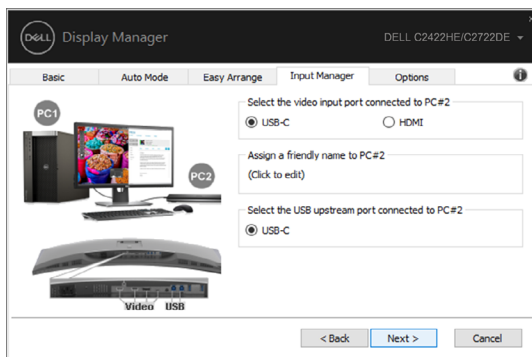 DELL Display Manager
DELL C2422HE/C2722DE
Basic Auto Mode Easy Arrange Input Manager Options
PC1
PC2
Video USB
Select the video input port connected to PC#2
USB-C HDMI
Assign a friendly name to PC#2
(Click to edit)
Select the USB upstream port connected to PC#2
USB-C
< Back Next > Cancel